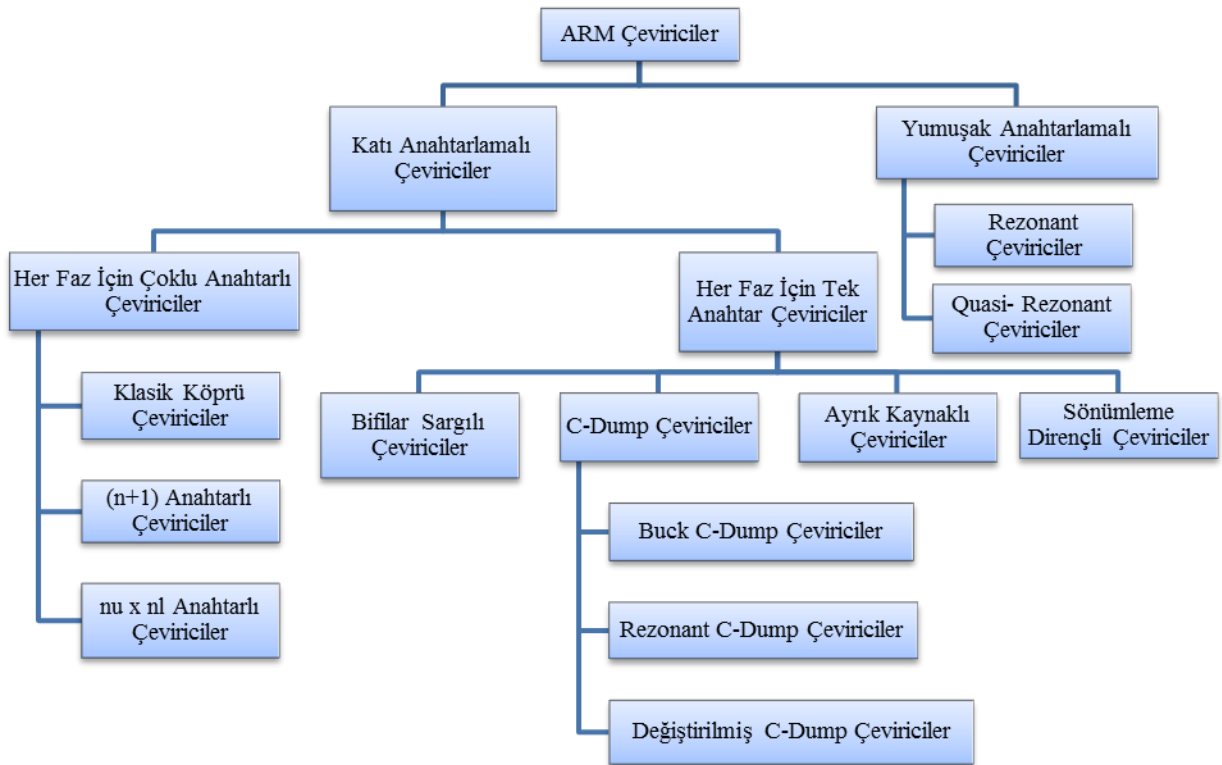 ARM Çeviriciler
Katı Anahtarlamalı
Çeviriciler
Yumuşak Anahtarlamalı
Çeviriciler
Rezonant
Çeviriciler
Quasi- Rezonant
Çeviriciler
Her Faz İçin Çoklu Anahtarlı
Çeviriciler
Her Faz İçin Tek
Anahtar Çeviriciler
Klasik Köprü
Çeviriciler
(n+1) Anahtarlı
Çeviriciler
nu x nl Anahtarlı
Çeviriciler
Bifilar Sargılı
Çeviriciler
C-Dump Çeviriciler
Ayrık Kaynaklı
Çeviriciler
Sönümleme
Dirençli Çeviriciler
Buck C-Dump Çeviriciler
Rezonant C-Dump Çeviriciler
Değiştirilmiş C-Dump Çeviriciler